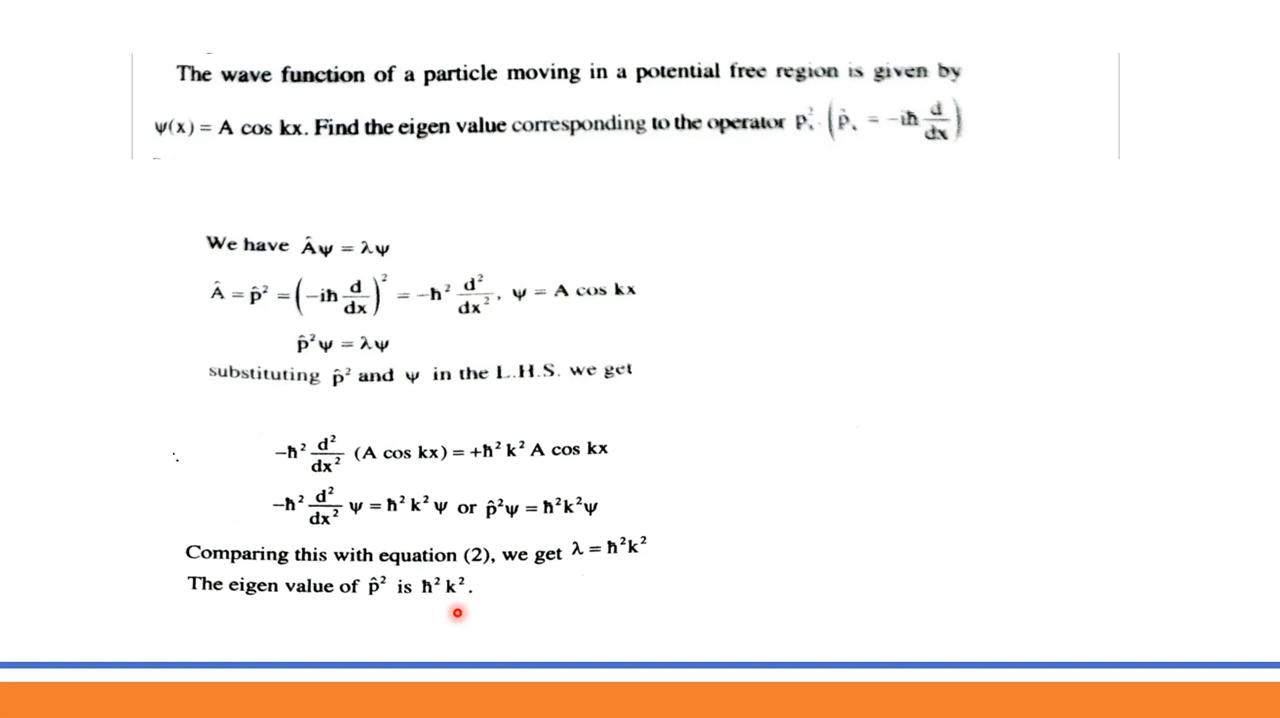 The wave function of a particle moving in a potential free region is given by
ψ(x) = A cos kx. Find the eigen value corresponding to the operator p̂ₓ². (p̂ₓ = −iħ d/dx)
We have Âψ = λψ
Â = p̂² = (−iħ d/dx)² = −ħ² d²/dx², ψ = A cos kx
p̂²ψ = λψ
substituting p̂² and ψ in the L.H.S. we get
∴ −ħ² d²/dx² (A cos kx) = +ħ² k² A cos kx
−ħ² d²/dx² ψ = ħ² k² ψ or p̂²ψ = ħ²k²ψ
Comparing this with equation (2), we get λ = ħ²k²
The eigen value of p̂² is ħ² k².